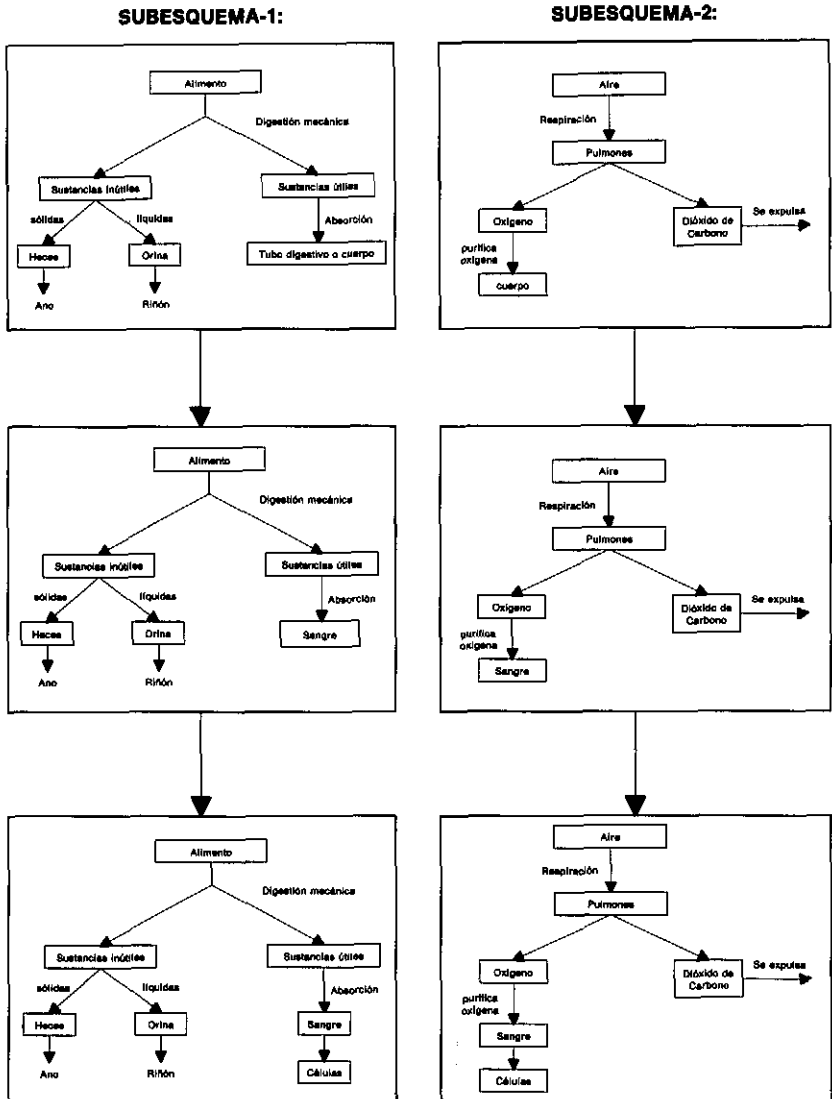 SUBESQUEMA-1:
SUBESQUEMA-2:
Alimento
Digestión mecánica
Sustancias inútiles
Sustancias útiles
sólidas
líquidas
Absorción
Heces
Orina
Tubo digestivo o cuerpo
Ano
Riñón
Aire
Respiración
Pulmones
Oxígeno
Dióxido de
Carbono
Se expulsa
purifica
oxigena
cuerpo
Alimento
Digestión mecánica
Sustancias inútiles
Sustancias útiles
sólidas
líquidas
Absorción
Heces
Orina
Sangre
Ano
Riñón
Aire
Respiración
Pulmones
Oxígeno
Dióxido de
Carbono
Se expulsa
purifica
oxigena
Sangre
Alimento
Digestión mecánica
Sustancias inútiles
Sustancias útiles
sólidas
líquidas
Absorción
Heces
Orina
Sangre
Ano
Riñón
Células
Aire
Respiración
Pulmones
Oxígeno
Dióxido de
Carbono
Se expulsa
purifica
oxigena
Sangre
Células